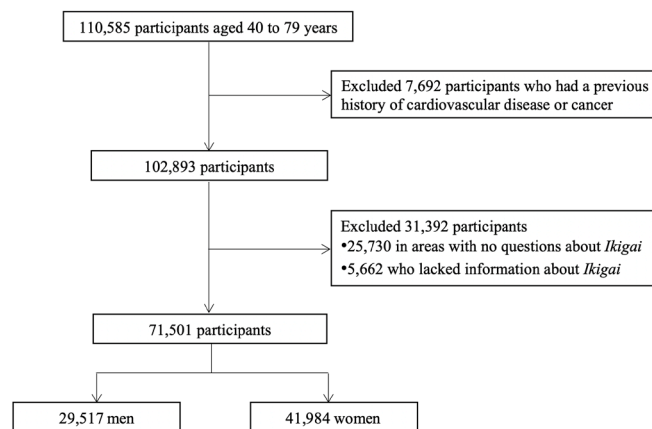 110,585 participants aged 40 to 79 years
Excluded 7,692 participants who had a previous
history of cardiovascular disease or cancer
102,893 participants
Excluded 31,392 participants
•25,730 in areas with no questions about Ikigai
•5,662 who lacked information about Ikigai
71,501 participants
29,517 men
41,984 women